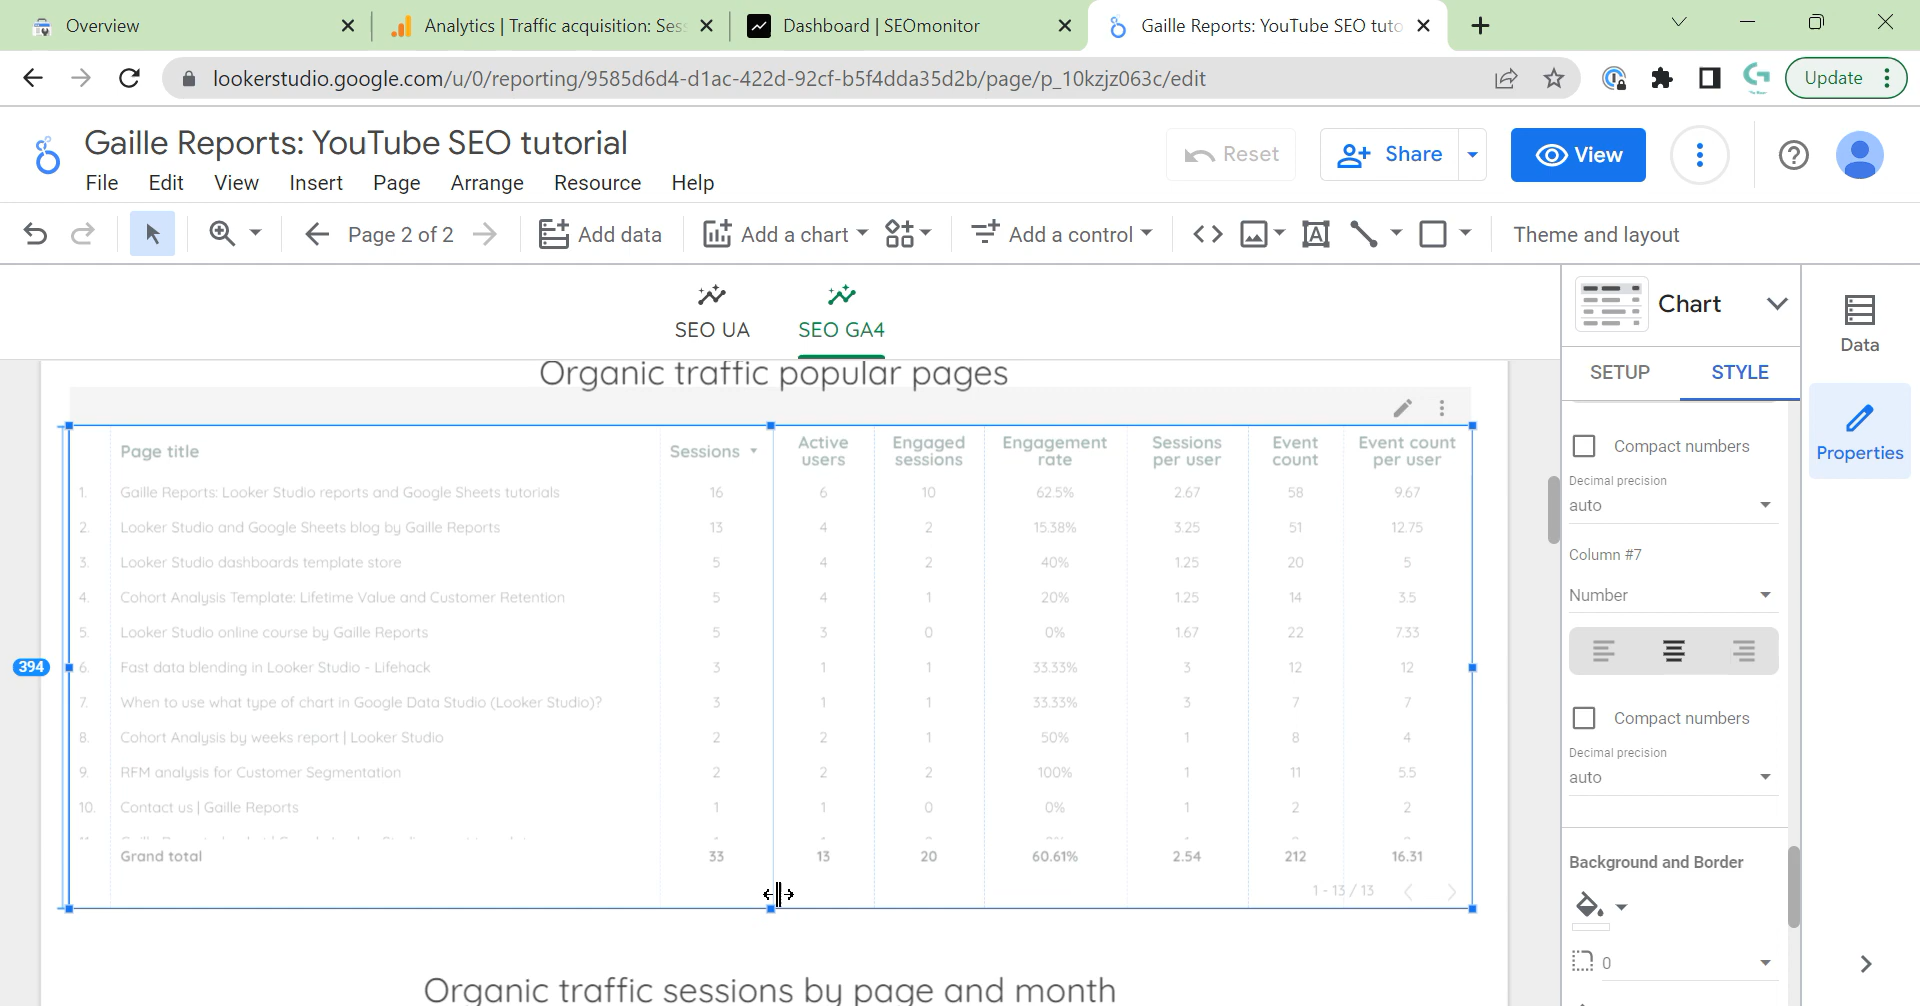 Overview
Analytics | Traffic acquisition: Ses
Dashboard | SEOmonitor
Gaille Reports: YouTube SEO tuto
lookerstudio.google.com/u/0/reporting/9585d6d4-d1ac-422d-92cf-b5f4dda35d2b/page/p_10kzjz063c/edit
Update
Gaille Reports: YouTube SEO tutorial
Reset
Share
View
File Edit View Insert Page Arrange Resource Help
Page 2 of 2
Add data
Add a chart
Add a control
Theme and layout
SEO UA
SEO GA4
Chart
Data
SETUP STYLE
Properties
Organic traffic popular pages
Page title Sessions Active users Engaged sessions Engagement rate Sessions per user Event count Event count per user
1. Gaille Reports: Looker Studio reports and Google Sheets tutorials 16 6 10 62.5% 2.67 58 9.67
2. Looker Studio and Google Sheets blog by Gaille Reports 13 4 2 15.38% 3.25 51 12.75
3. Looker Studio dashboards template store 5 4 2 40% 1.25 20 5
4. Cohort Analysis Template: Lifetime Value and Customer Retention 5 4 1 20% 1.25 14 3.5
5. Looker Studio online course by Gaille Reports 5 3 0 0% 1.67 22 7.33
394
6. Fast data blending in Looker Studio - Lifehack 3 1 1 33.33% 3 12 12
7. When to use what type of chart in Google Data Studio (Looker Studio)? 3 1 1 33.33% 3 7 7
8. Cohort Analysis by weeks report | Looker Studio 2 2 1 50% 1 8 4
9. RFM analysis for Customer Segmentation 2 2 2 100% 1 11 5.5
10. Contact us | Gaille Reports 1 1 0 0% 1 2 2
Grand total 33 13 20 60.61% 2.54 212 16.31
1 - 13 / 13
Organic traffic sessions by page and month
Compact numbers
Decimal precision
auto
Column #7
Number
Compact numbers
Decimal precision
auto
Background and Border
0